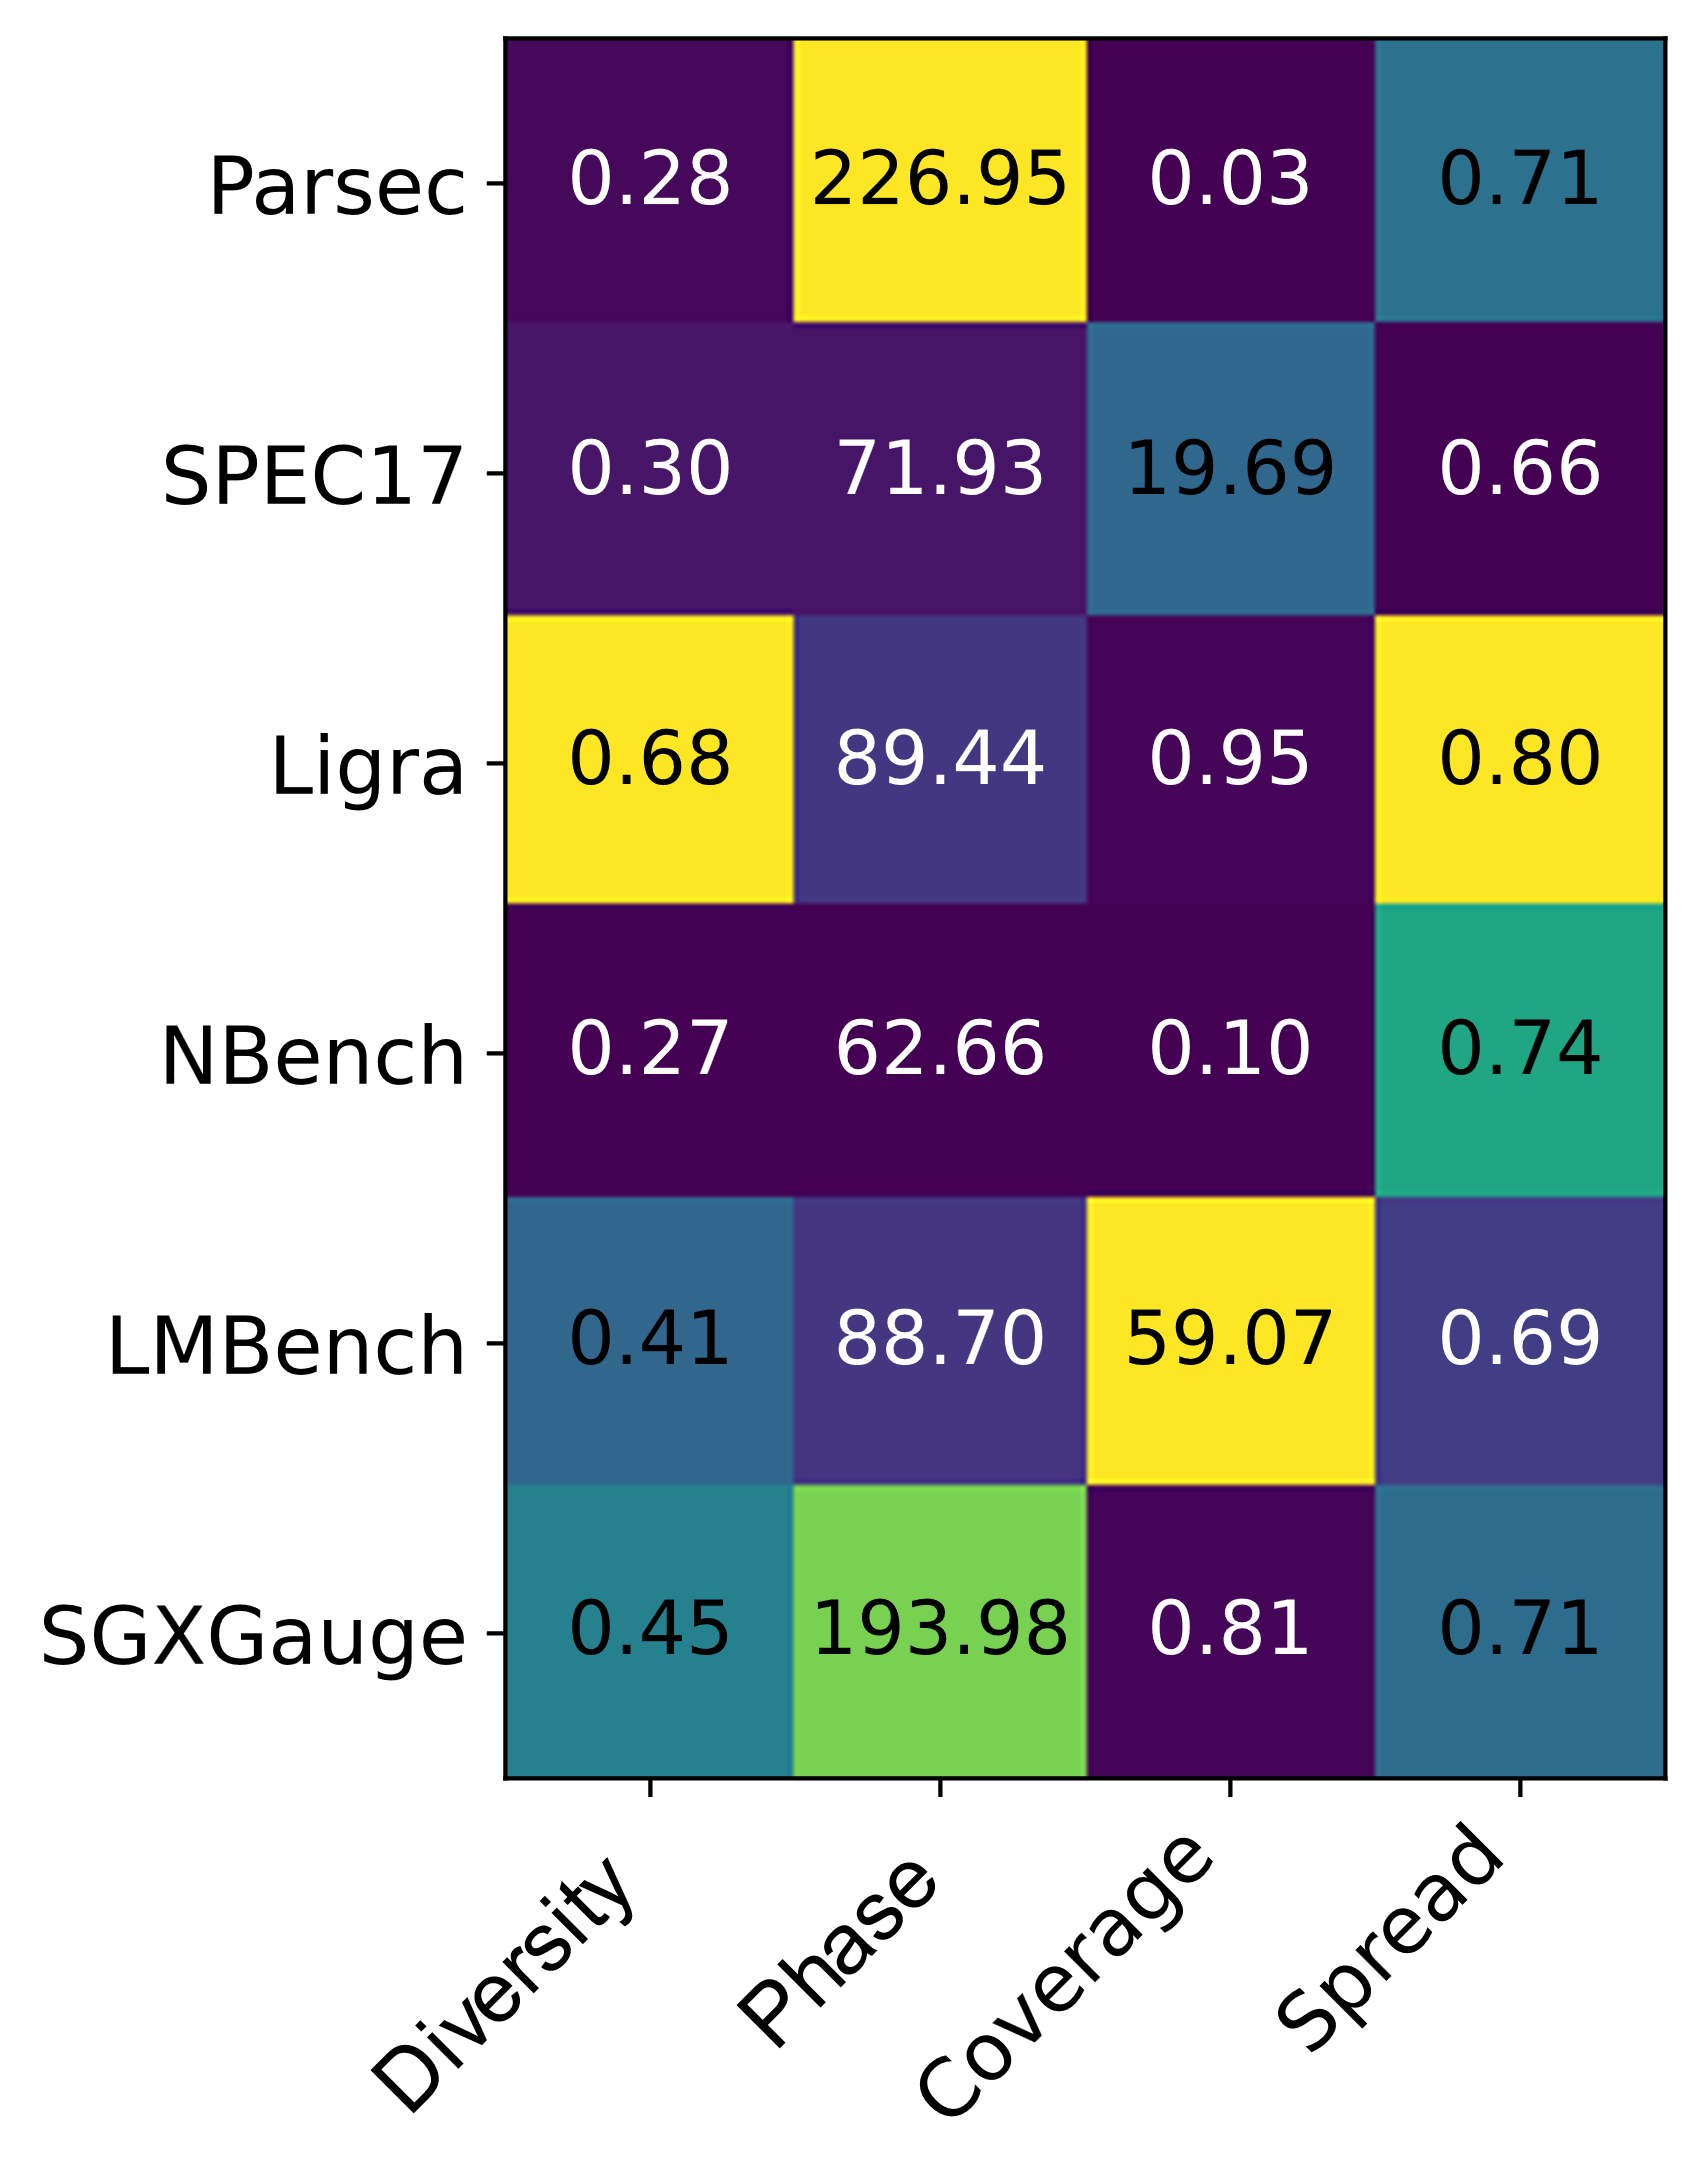 Parsec 0.28 226.95 0.03 0.71
SPEC17 0.30 71.93 19.69 0.66
Ligra 0.68 89.44 0.95 0.80
NBench 0.27 62.66 0.10 0.74
LMBench 0.41 88.70 59.07 0.69
SGXGauge 0.45 193.98 0.81 0.71
Diversity Phase Coverage Spread